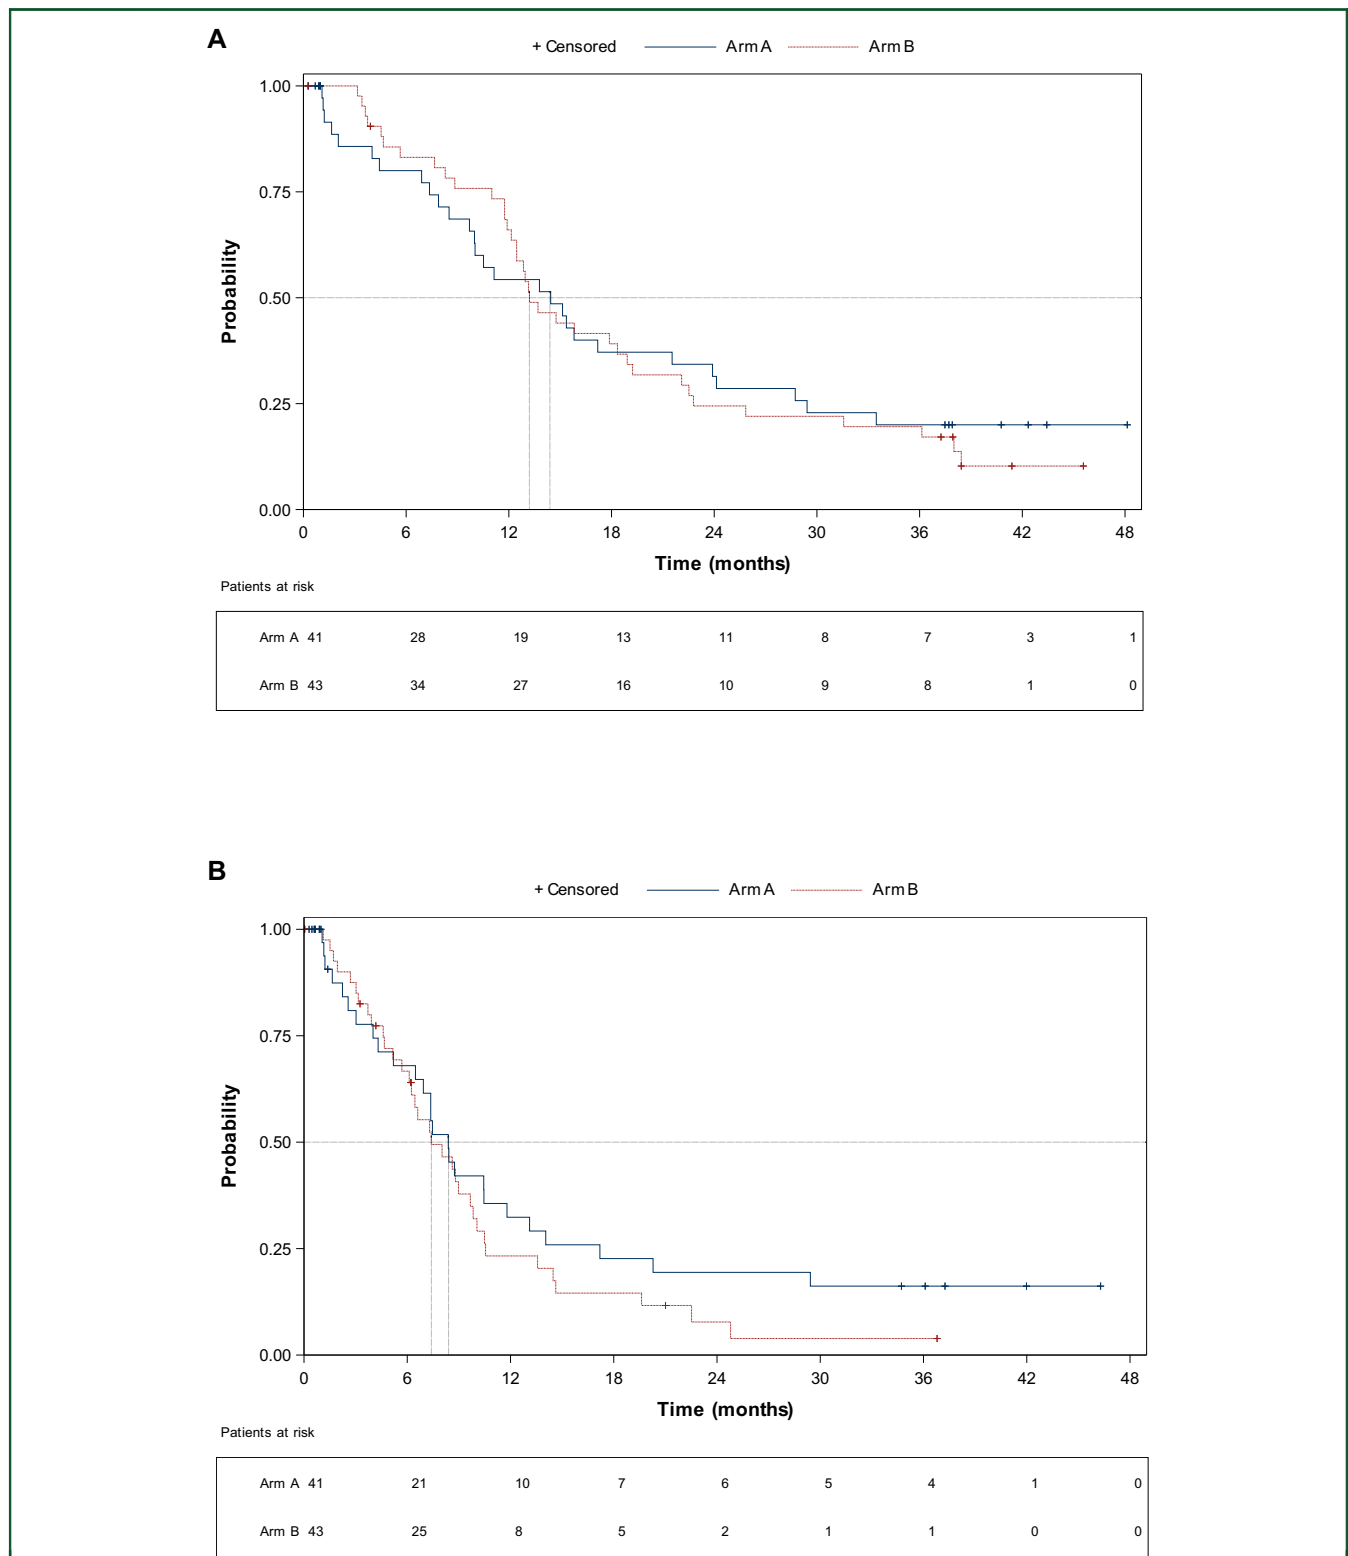 A
+ Censored Arm A Arm B
1.00
0.75
0.50
0.25
0.00
Probability
0 6 12 18 24 30 36 42 48
Time (months)
Patients at risk
Arm A 41 28 19 13 11 8 7 3 1
Arm B 43 34 27 16 10 9 8 1 0
B
+ Censored Arm A Arm B
1.00
0.75
0.50
0.25
0.00
Probability
0 6 12 18 24 30 36 42 48
Time (months)
Patients at risk
Arm A 41 21 10 7 6 5 4 1 0
Arm B 43 25 8 5 2 1 1 0 0